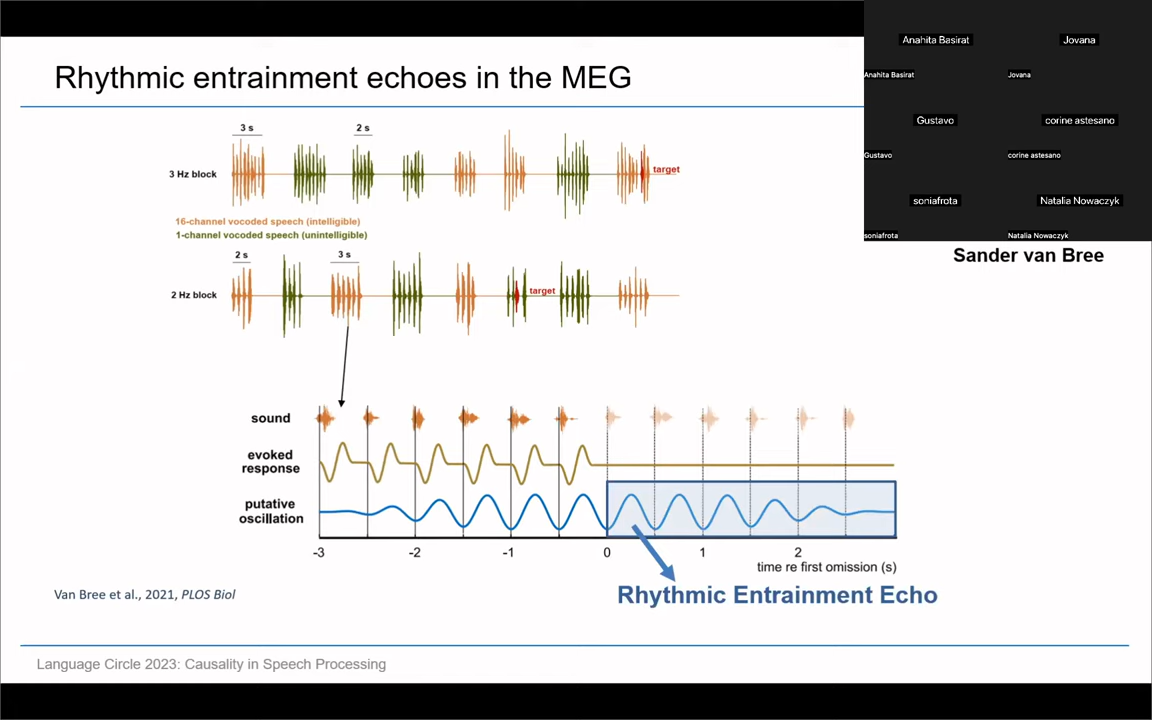 Rhythmic entrainment echoes in the MEG
3 s
2 s
3 Hz block
target
16-channel vocoded speech (intelligible)
1-channel vocoded speech (unintelligible)
2 s
3 s
2 Hz block
target
sound
evoked
response
putative
oscillation
-3
-2
-1
0
1
2
time re first omission (s)
Rhythmic Entrainment Echo
Van Bree et al., 2021, PLOS Biol
Language Circle 2023: Causality in Speech Processing
Anahita Basirat
Jovana
Anahita Basirat
Jovana
Gustavo
corine astesano
Gustavo
corine astesano
soniafrota
Natalia Nowaczyk
soniafrota
Natalia Nowaczyk
Sander van Bree